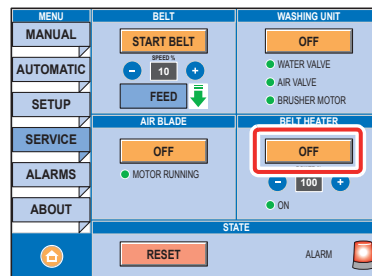 MENU
MANUAL
AUTOMATIC
SETUP
SERVICE
ALARMS
ABOUT
BELT
START BELT
SPEED %
10
FEED
WASHING UNIT
OFF
WATER VALVE
AIR VALVE
BRUSHER MOTOR
AIR BLADE
OFF
MOTOR RUNNING
BELT HEATER
OFF
100
ON
STATE
RESET
ALARM